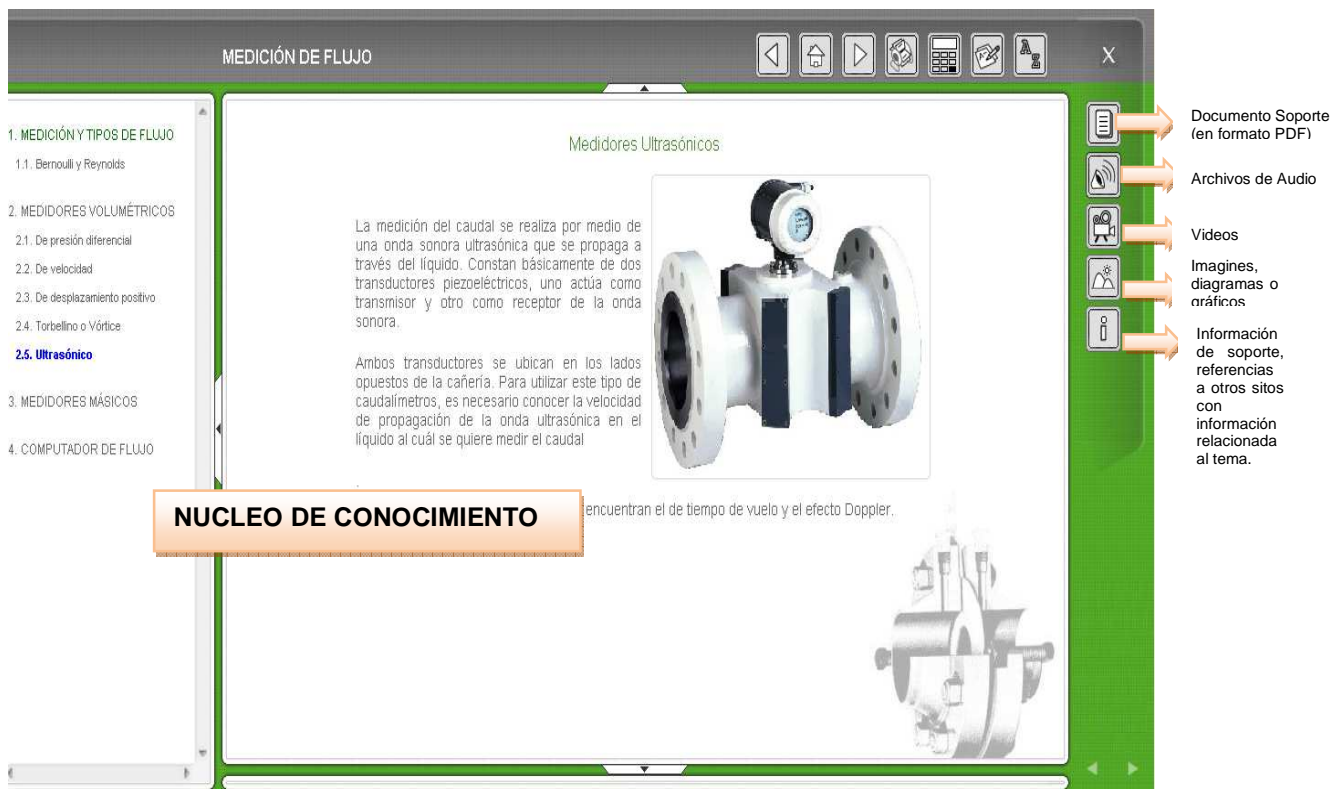 MEDICIÓN DE FLUJO
X
1. MEDICIÓN Y TIPOS DE FLUJO
1.1. Bernoulli y Reynolds
2. MEDIDORES VOLUMÉTRICOS
2.1. De presión diferencial
2.2. De velocidad
2.3. De desplazamiento positivo
2.4. Torbellino o Vórtice
2.5. Ultrasónico
3. MEDIDORES MÁSICOS
4. COMPUTADOR DE FLUJO
Medidores Ultrasónicos
La medición del caudal se realiza por medio de
una onda sonora ultrasónica que se propaga a
través del líquido. Constan básicamente de dos
transductores piezoeléctricos, uno actúa como
transmisor y otro como receptor de la onda
sonora.
Ambos transductores se ubican en los lados
opuestos de la cañería. Para utilizar este tipo de
caudalímetros, es necesario conocer la velocidad
de propagación de la onda ultrasónica en el
líquido al cuál se quiere medir el caudal
encuentran el de tiempo de vuelo y el efecto Doppler.
NUCLEO DE CONOCIMIENTO
Documento Soporte
(en formato PDF)
Archivos de Audio
Videos
Imagines,
diagramas o
gráficos
Información
de soporte,
referencias
a otros sitos
con
información
relacionada
al tema.